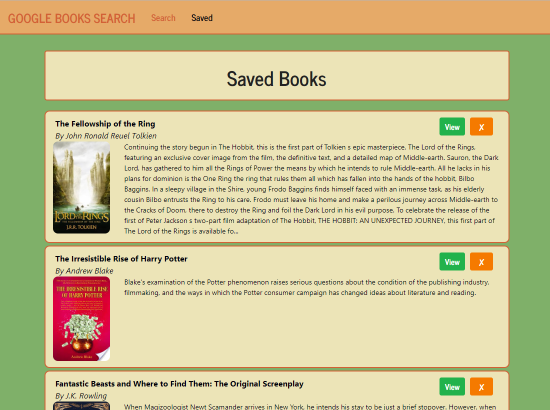 GOOGLE BOOKS SEARCH Search Saved
Saved Books
The Fellowship of the Ring View ✗
By John Ronald Reuel Tolkien
Continuing the story begun in The Hobbit, this is the first part of Tolkien s epic masterpiece, The Lord of the Rings,
featuring an exclusive cover image from the film, the definitive text, and a detailed map of Middle-earth. Sauron, the Dark
Lord, has gathered to him all the Rings of Power the means by which he intends to rule Middle-earth. All he lacks in his
plans for dominion is the One Ring the ring that rules them all which has fallen into the hands of the hobbit, Bilbo
Baggins. In a sleepy village in the Shire, young Frodo Baggins finds himself faced with an immense task, as his elderly
cousin Bilbo entrusts the Ring to his care. Frodo must leave his home and make a perilous journey across Middle-earth to
the Cracks of Doom, there to destroy the Ring and foil the Dark Lord in his evil purpose. To celebrate the release of the
first of Peter Jackson s two-part film adaptation of The Hobbit, THE HOBBIT: AN UNEXPECTED JOURNEY, this first part of
The Lord of the Rings is available fo...
LORD OF THE RINGS
J.R.R. TOLKIEN
The Irresistible Rise of Harry Potter View ✗
By Andrew Blake
Blake's examination of the Potter phenomenon raises serious questions about the condition of the publishing industry,
filmmaking, and the ways in which the Potter consumer campaign has changed ideas about literature and reading.
THE IRRESISTIBLE RISE
OF HARRY
POTTER
Andrew Blake
Fantastic Beasts and Where to Find Them: The Original Screenplay View ✗
By J.K. Rowling
When Magizoologist Newt Scamander arrives in New York, he intends his stay to be just a brief stopover. However, when